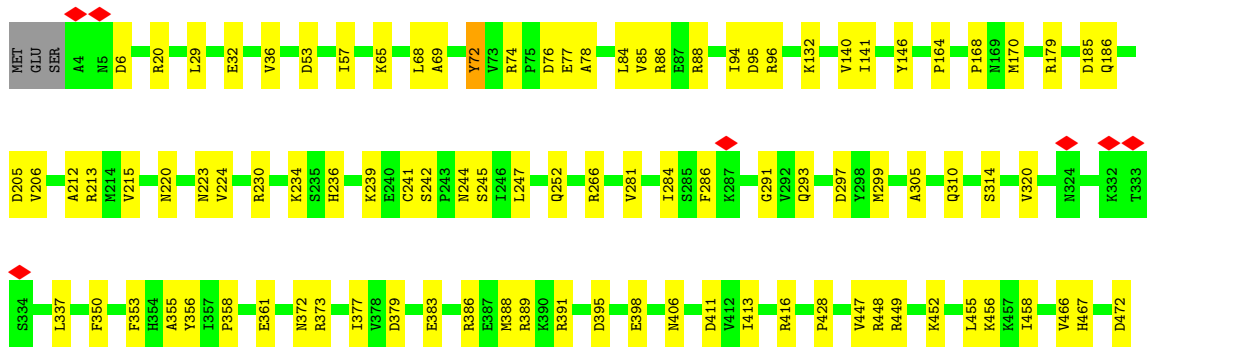 MET GLU SER A4 N5 D6 R20 L29 E32 V36 D53 I57 K65 L68 A69 Y72 V73 R74 P75 D76 E77 A78 L84 V85 R86 E87 R88 I94 D95 R96 K132 V140 I141 Y146 P164 P168 N169 M170 R179 D185 Q186
D205 V206 A212 R213 M214 V215 N220 N223 V224 R230 K234 S235 H236 K239 E240 C241 S242 P243 N244 S245 I246 L247 Q252 R266 V281 I284 S285 F286 K287 G291 V292 Q293 D297 Y298 M299 A305 Q310 S314 V320 N324 K332 T333
S334 L337 F350 F353 H354 A355 Y356 I357 P358 E361 N372 R373 I377 V378 D379 E383 R386 E387 M388 R389 K390 R391 D395 E398 N406 D411 V412 I413 R416 P428 V447 R448 R449 K452 L455 K456 K457 I458 V466 H467 D472